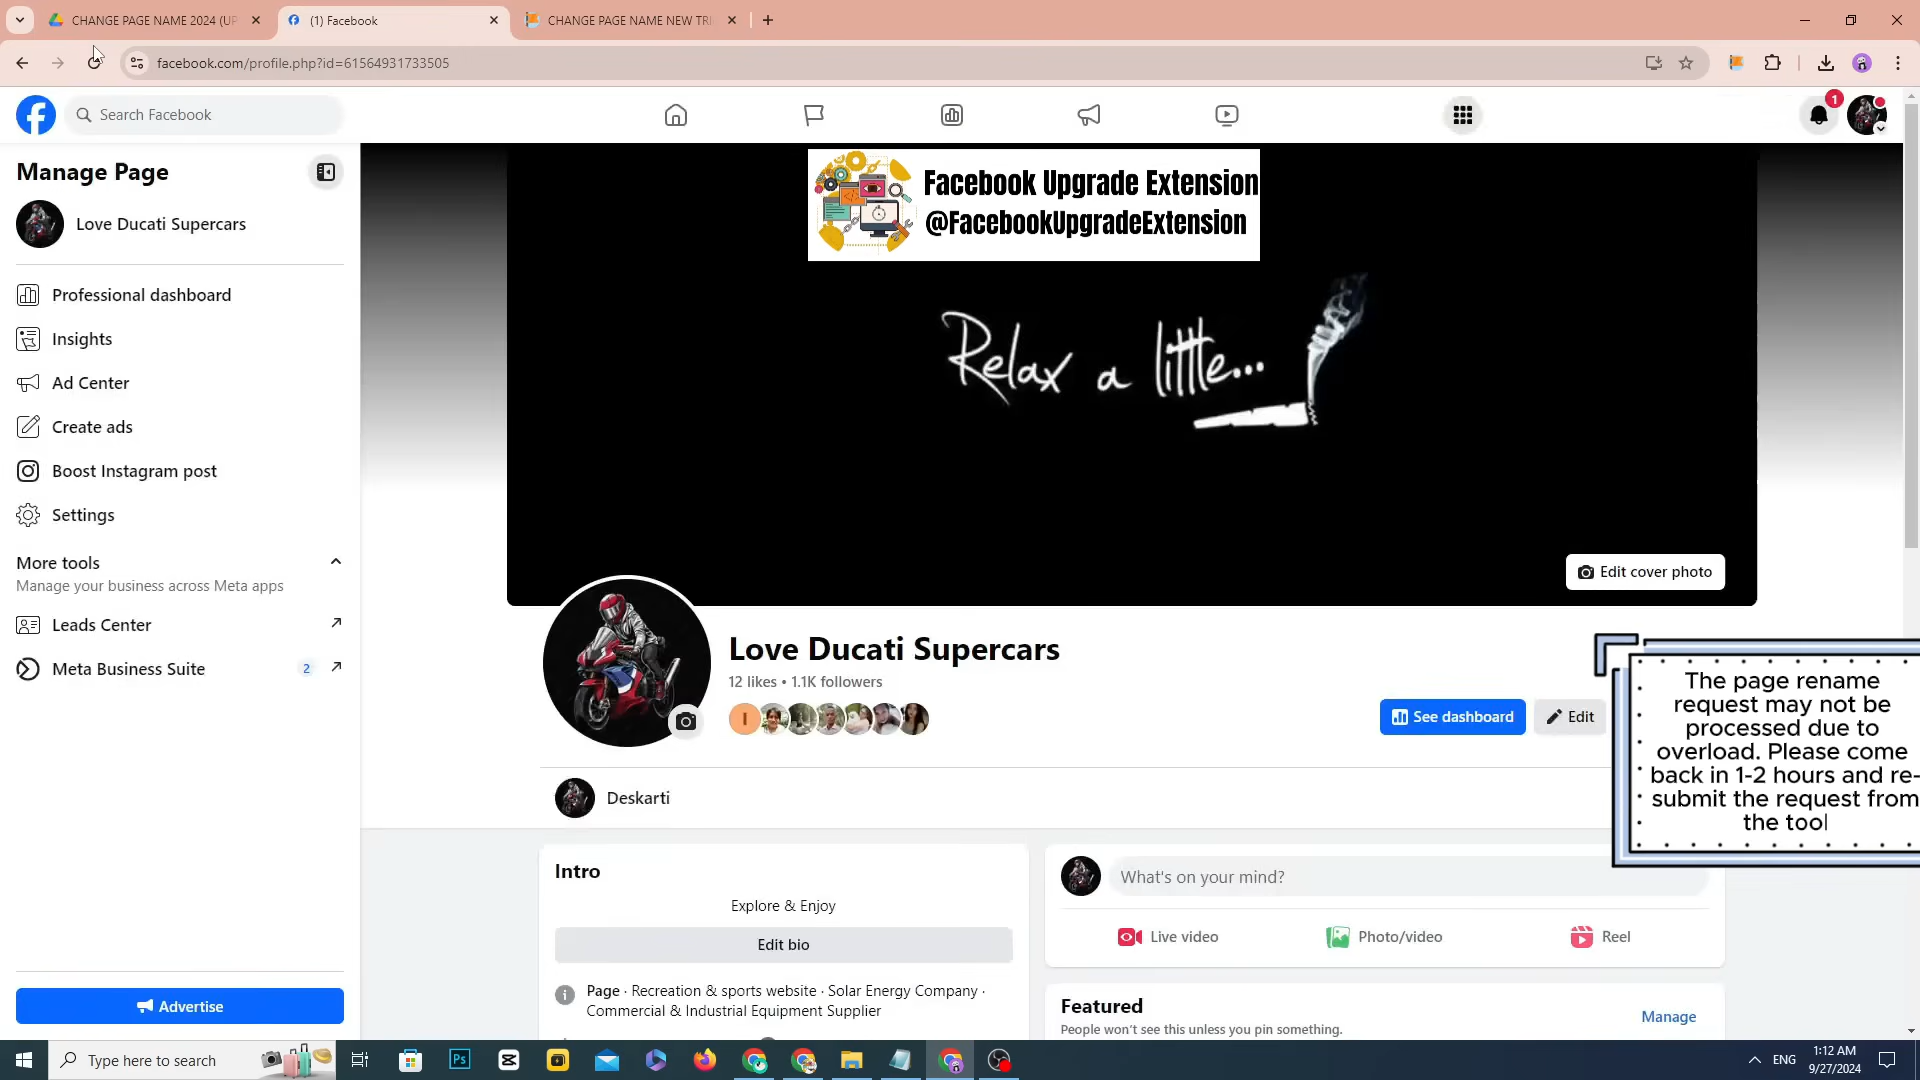 CHANGE PAGE NAME 2024 (UP
(1) Facebook
CHANGE PAGE NAME NEW TRI
facebook.com/profile.php?id=61564931733505
Search Facebook
1
Manage Page
Love Ducati Supercars
Professional dashboard
Insights
Ad Center
Create ads
Boost Instagram post
Settings
More tools
Manage your business across Meta apps
Leads Center
Meta Business Suite
2
Advertise
Facebook Upgrade Extension
@FacebookUpgradeExtension
Relax a little...
Edit cover photo
Love Ducati Supercars
12 likes • 1.1K followers
I
See dashboard
Edit
The page rename
request may not be
processed due to
overload. Please come
back in 1-2 hours and re-
submit the request from
the tool
Deskarti
Intro
Explore & Enjoy
Edit bio
Page · Recreation & sports website · Solar Energy Company ·
Commercial & Industrial Equipment Supplier
What's on your mind?
Live video
Photo/video
Reel
Featured
People won't see this unless you pin something.
Manage
Type here to search
Ps
ENG
1:12 AM
9/27/2024